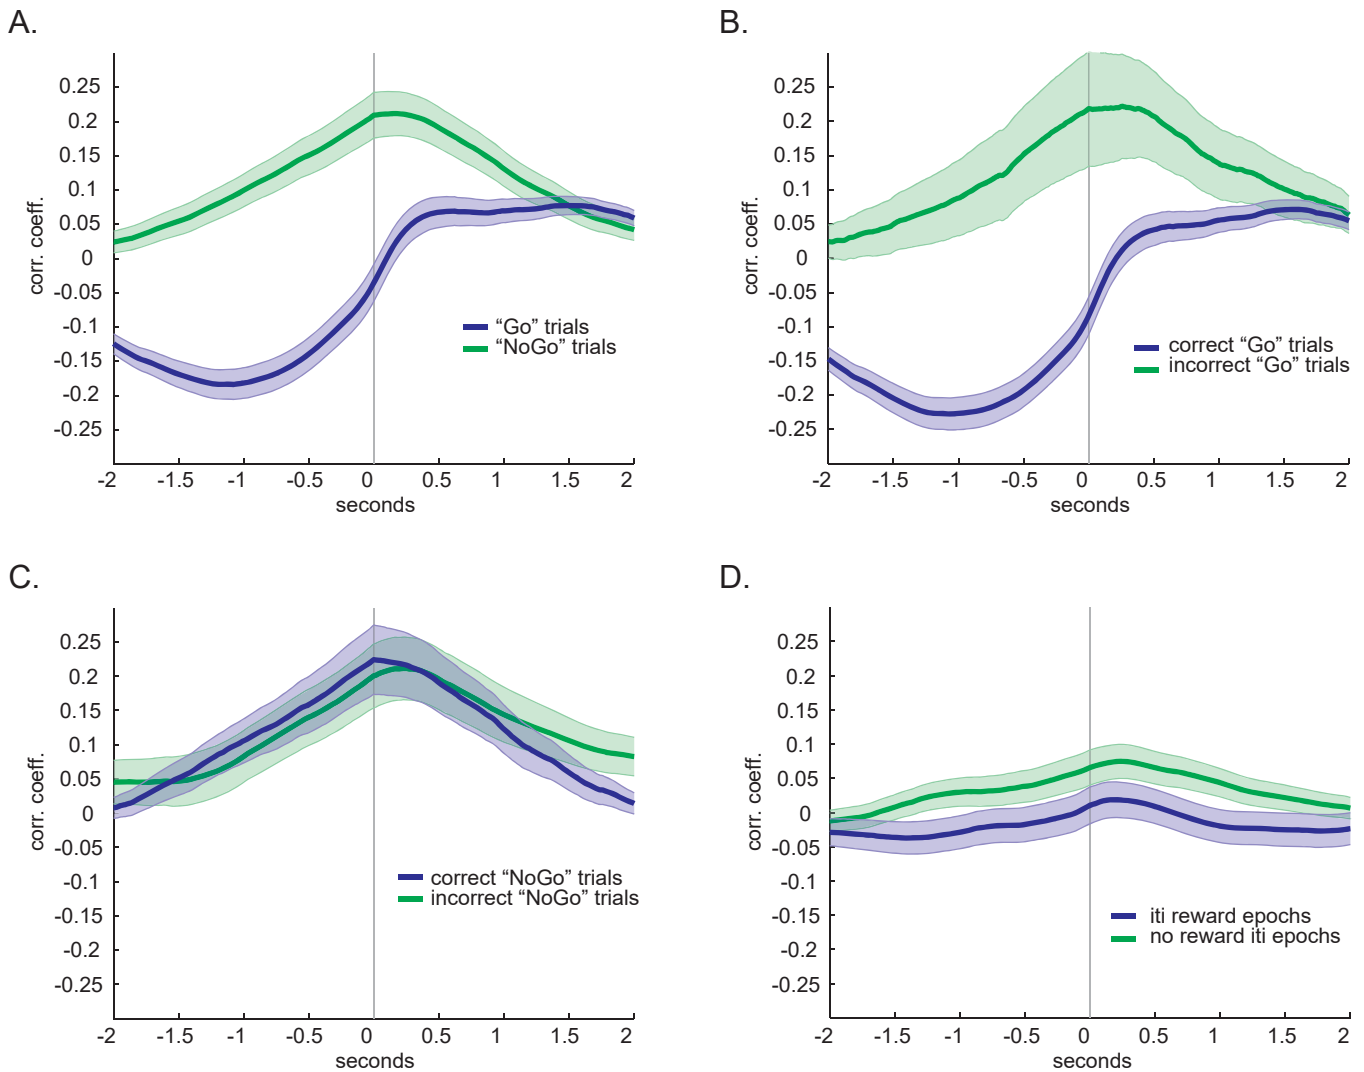 A.
0.25
0.2
0.15
0.1
0.05
0
-0.05
-0.1
-0.15
-0.2
-0.25
corr. coeff.
"Go" trials
"NoGo" trials
-2 -1.5 -1 -0.5 0 0.5 1 1.5 2
seconds
B.
0.25
0.2
0.15
0.1
0.05
0
-0.05
-0.1
-0.15
-0.2
-0.25
corr. coeff.
correct "Go" trials
incorrect "Go" trials
-2 -1.5 -1 -0.5 0 0.5 1 1.5 2
seconds
C.
0.25
0.2
0.15
0.1
0.05
0
-0.05
-0.1
-0.15
-0.2
-0.25
corr. coeff.
correct “NoGo” trials
incorrect “NoGo” trials
-2 -1.5 -1 -0.5 0 0.5 1 1.5 2
seconds
D.
0.25
0.2
0.15
0.1
0.05
0
-0.05
-0.1
-0.15
-0.2
-0.25
corr. coeff.
iti reward epochs
no reward iti epochs
-2 -1.5 -1 -0.5 0 0.5 1 1.5 2
seconds